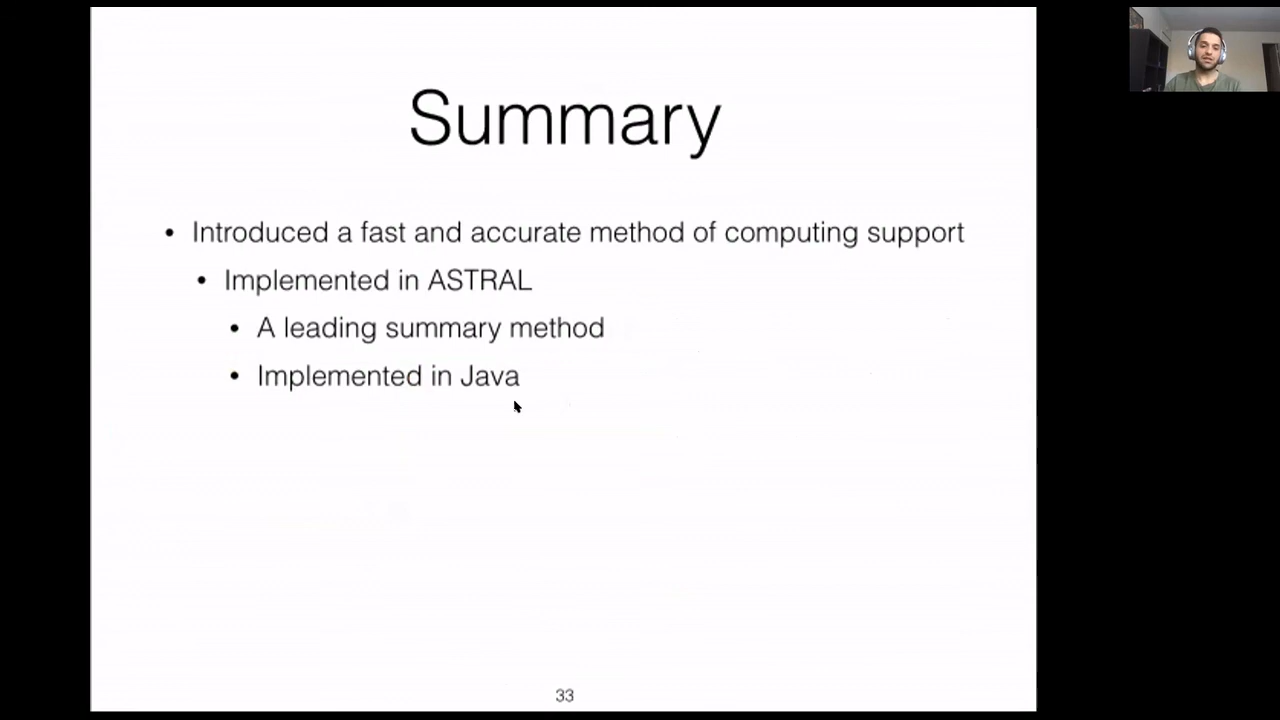 Summary
• Introduced a fast and accurate method of computing support
• Implemented in ASTRAL
• A leading summary method
• Implemented in Java
33